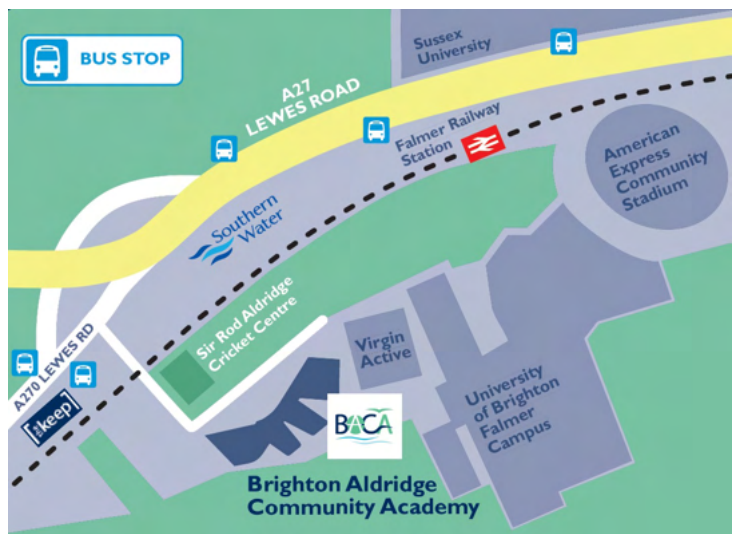 BUS STOP
Sussex
University
A27
LEWES ROAD
Falmer Railway
Station
American
Express
Community
Stadium
Southern
Water
Sir Rod Aldridge
Cricket Centre
Virgin
Active
A270 LEWES RD
the keep
University
of Brighton
Falmer
Campus
BACA
Brighton Aldridge
Community Academy